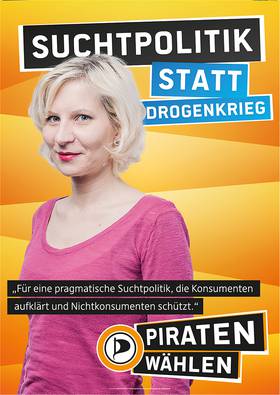 SUCHTPOLITIK
STATT
DROGENKRIEG
„Für eine pragmatische Suchtpolitik, die Konsumenten
aufklärt und Nichtkonsumenten schützt.“
PIRATEN
WÄHLEN